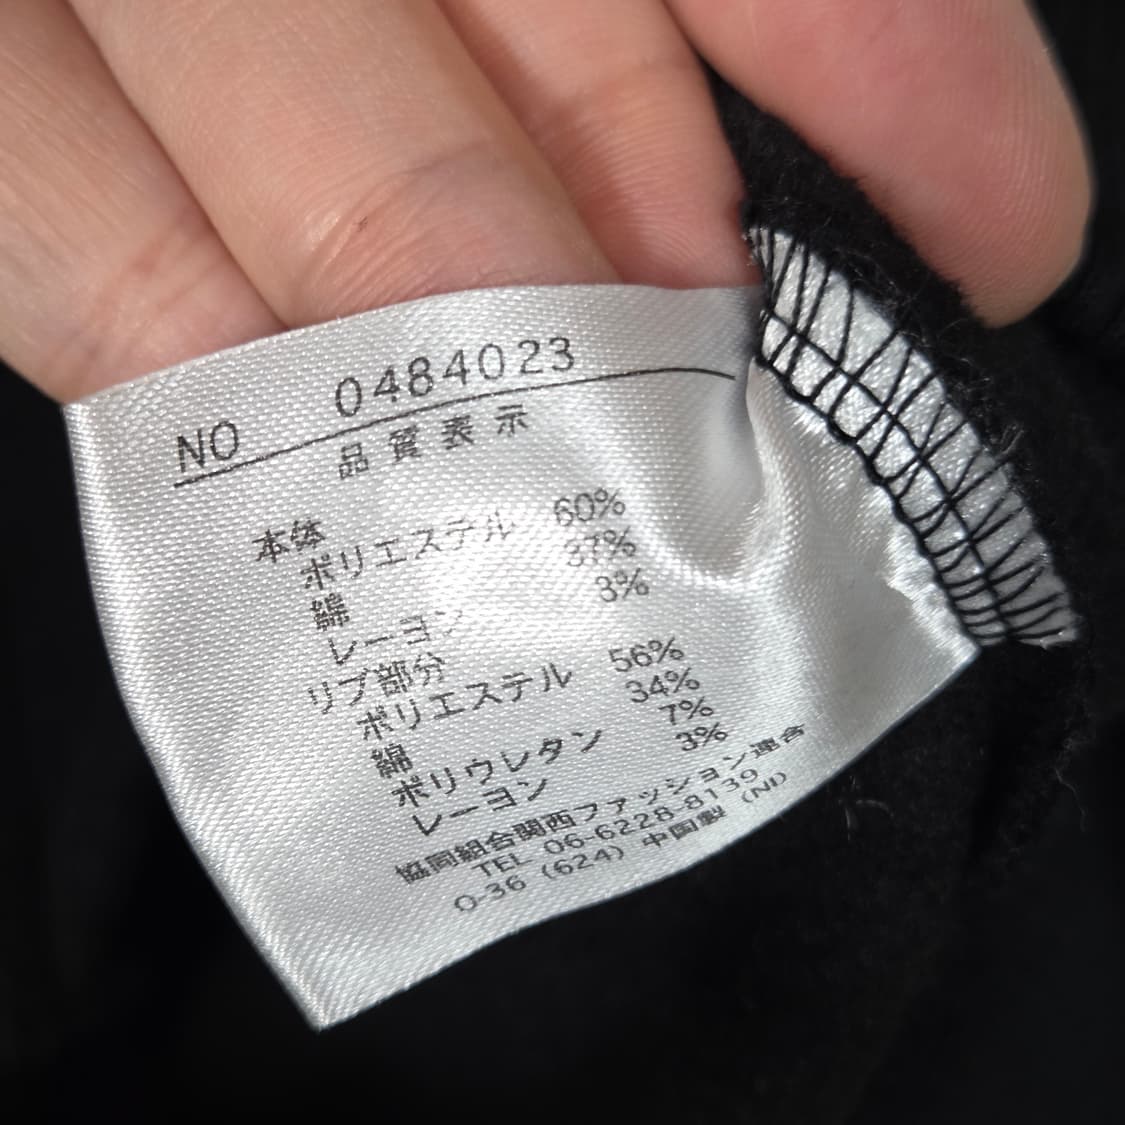 NO 0484023
品質表示
本体
ポリエステル 60%
綿 37%
レーヨン 3%
リブ部分
ポリエステル 56%
綿 34%
ポリウレタン 7%
レーヨン 3%
協同組合関西ファッション連合
TEL 06-6228-8139
O-36 (624) 中国製 (ND)